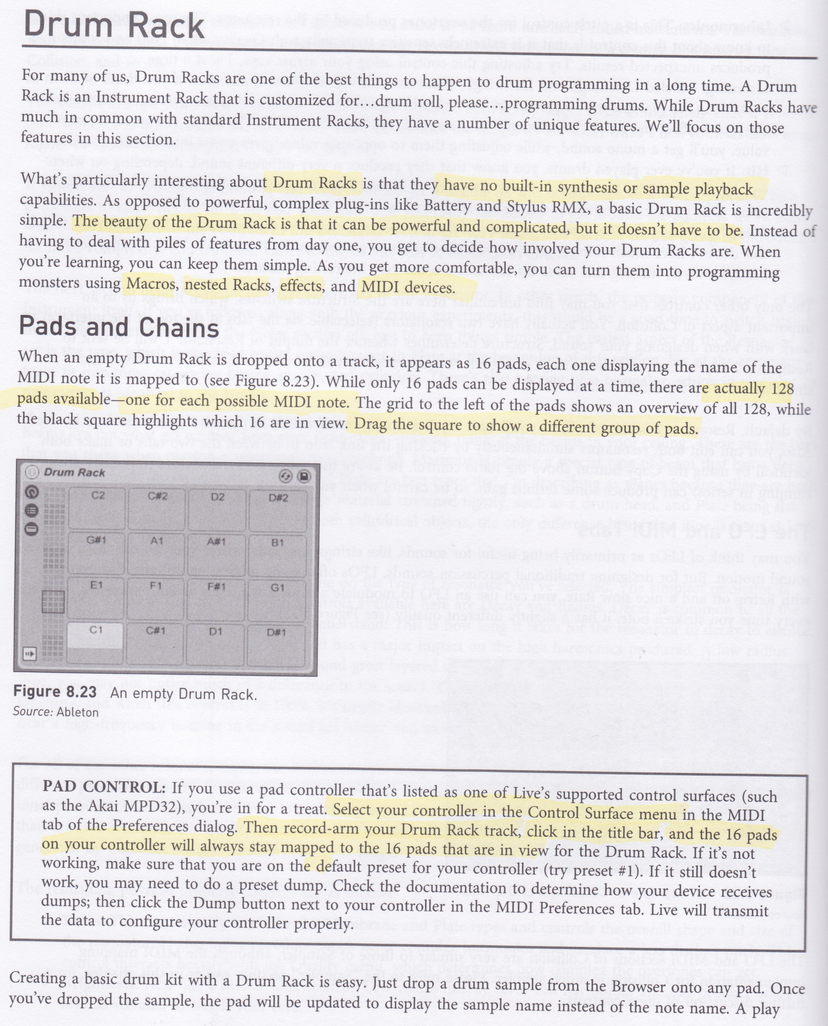 Drum Rack
For many of us, Drum Racks are one of the best things to happen to drum programming in a long time. A Drum
Rack is an Instrument Rack that is customized for…drum roll, please…programming drums. While Drum Racks have
much in common with standard Instrument Racks, they have a number of unique features. We'll focus on those
features in this section.
What's particularly interesting about Drum Racks is that they have no built-in synthesis or sample playback
capabilities. As opposed to powerful, complex plug-ins like Battery and Stylus RMX, a basic Drum Rack is incredibly
simple. The beauty of the Drum Rack is that it can be powerful and complicated, but it doesn't have to be. Instead of
having to deal with piles of features from day one, you get to decide how involved your Drum Racks are. When
you're learning, you can keep them simple. As you get more comfortable, you can turn them into programming
monsters using Macros, nested Racks, effects, and MIDI devices.
Pads and Chains
When an empty Drum Rack is dropped onto a track, it appears as 16 pads, each one displaying the name of the
MIDI note it is mapped to (see Figure 8.23). While only 16 pads can be displayed at a time, there are actually 128
pads available—one for each possible MIDI note. The grid to the left of the pads shows an overview of all 128, while
the black square highlights which 16 are in view. Drag the square to show a different group of pads.
Drum Rack
C2 C#2 D2 D#2
G#1 A1 A#1 B1
E1 F1 F#1 G1
C1 C#1 D1 D#1
Figure 8.23 An empty Drum Rack.
Source: Ableton
PAD CONTROL: If you use a pad controller that's listed as one of Live's supported control surfaces (such
as the Akai MPD32), you're in for a treat. Select your controller in the Control Surface menu in the MIDI
tab of the Preferences dialog. Then record-arm your Drum Rack track, click in the title bar, and the 16 pads
on your controller will always stay mapped to the 16 pads that are in view for the Drum Rack. If it's not
working, make sure that you are on the default preset for your controller (try preset #1). If it still doesn't
work, you may need to do a preset dump. Check the documentation to determine how your device receives
dumps; then click the Dump button next to your controller in the MIDI Preferences tab. Live will transmit
the data to configure your controller properly.
Creating a basic drum kit with a Drum Rack is easy. Just drop a drum sample from the Browser onto any pad. Once
you've dropped the sample, the pad will be updated to display the sample name instead of the note name. A play